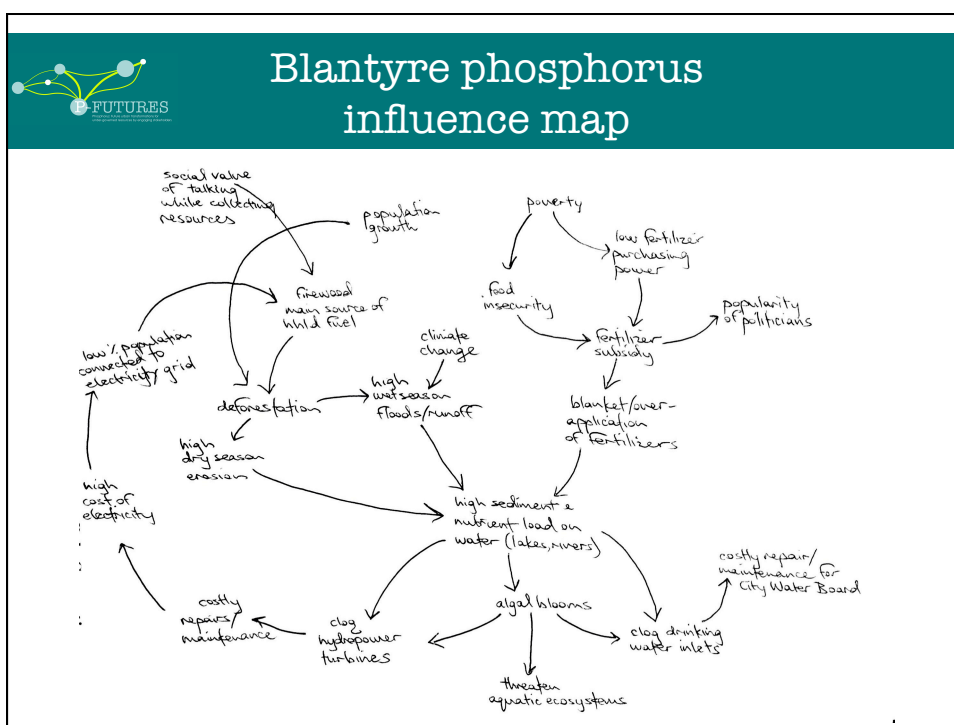 Blantyre phosphorus
influence map
P-FUTURES
social value
of talking
while collecting
resources
population
growth
poverty
low fertilizer
purchasing
power
firewood
main source of
hhld fuel
food
insecurity
popularity
of politicians
fertilizer
subsidy
climate
change
low % population
connected to
electricity grid
deforestation
high
wet season
floods/runoff
blanket/over-
application
of fertilizers
high
dry season
erosion
high
cost of
electricity
high sediment &
nutrient load on
water (lakes, rivers)
costly repair/
maintenance for
City Water Board
costly
repairs/
maintenance
clog
hydropower
turbines
algal blooms
clog drinking
water inlets
threaten
aquatic ecosystems